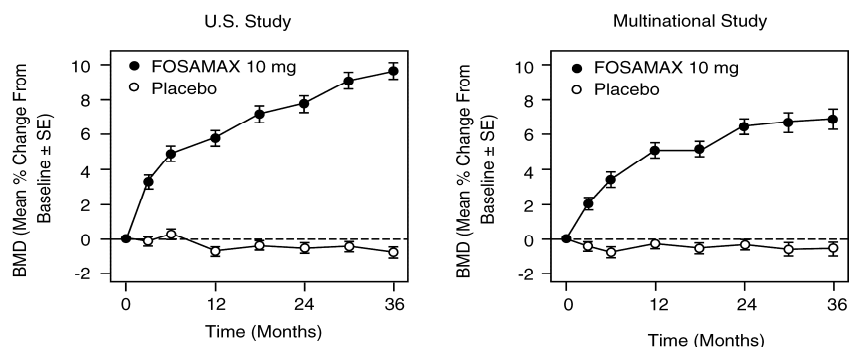 U.S. Study
BMD (Mean % Change From
Baseline ± SE)
10
8
6
4
2
0
-2
FOSAMAX 10 mg
Placebo
0
12
24
36
Time (Months)
Multinational Study
BMD (Mean % Change From
Baseline ± SE)
10
8
6
4
2
0
-2
FOSAMAX 10 mg
Placebo
0
12
24
36
Time (Months)